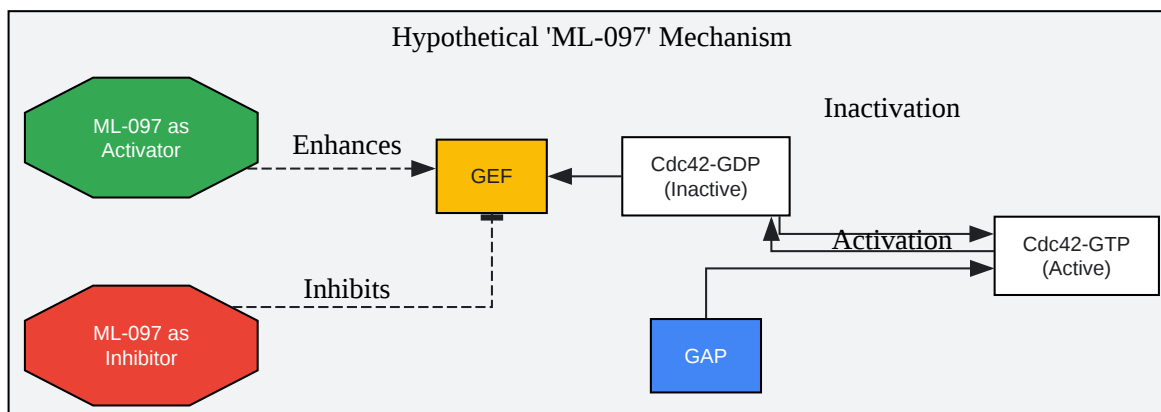 Hypothetical 'ML-097' Mechanism
ML-097 as
Activator
Enhances
GEF
Cdc42-GDP
(Inactive)
Inactivation
Activation
Cdc42-GTP
(Active)
ML-097 as
Inhibitor
Inhibits
GAP